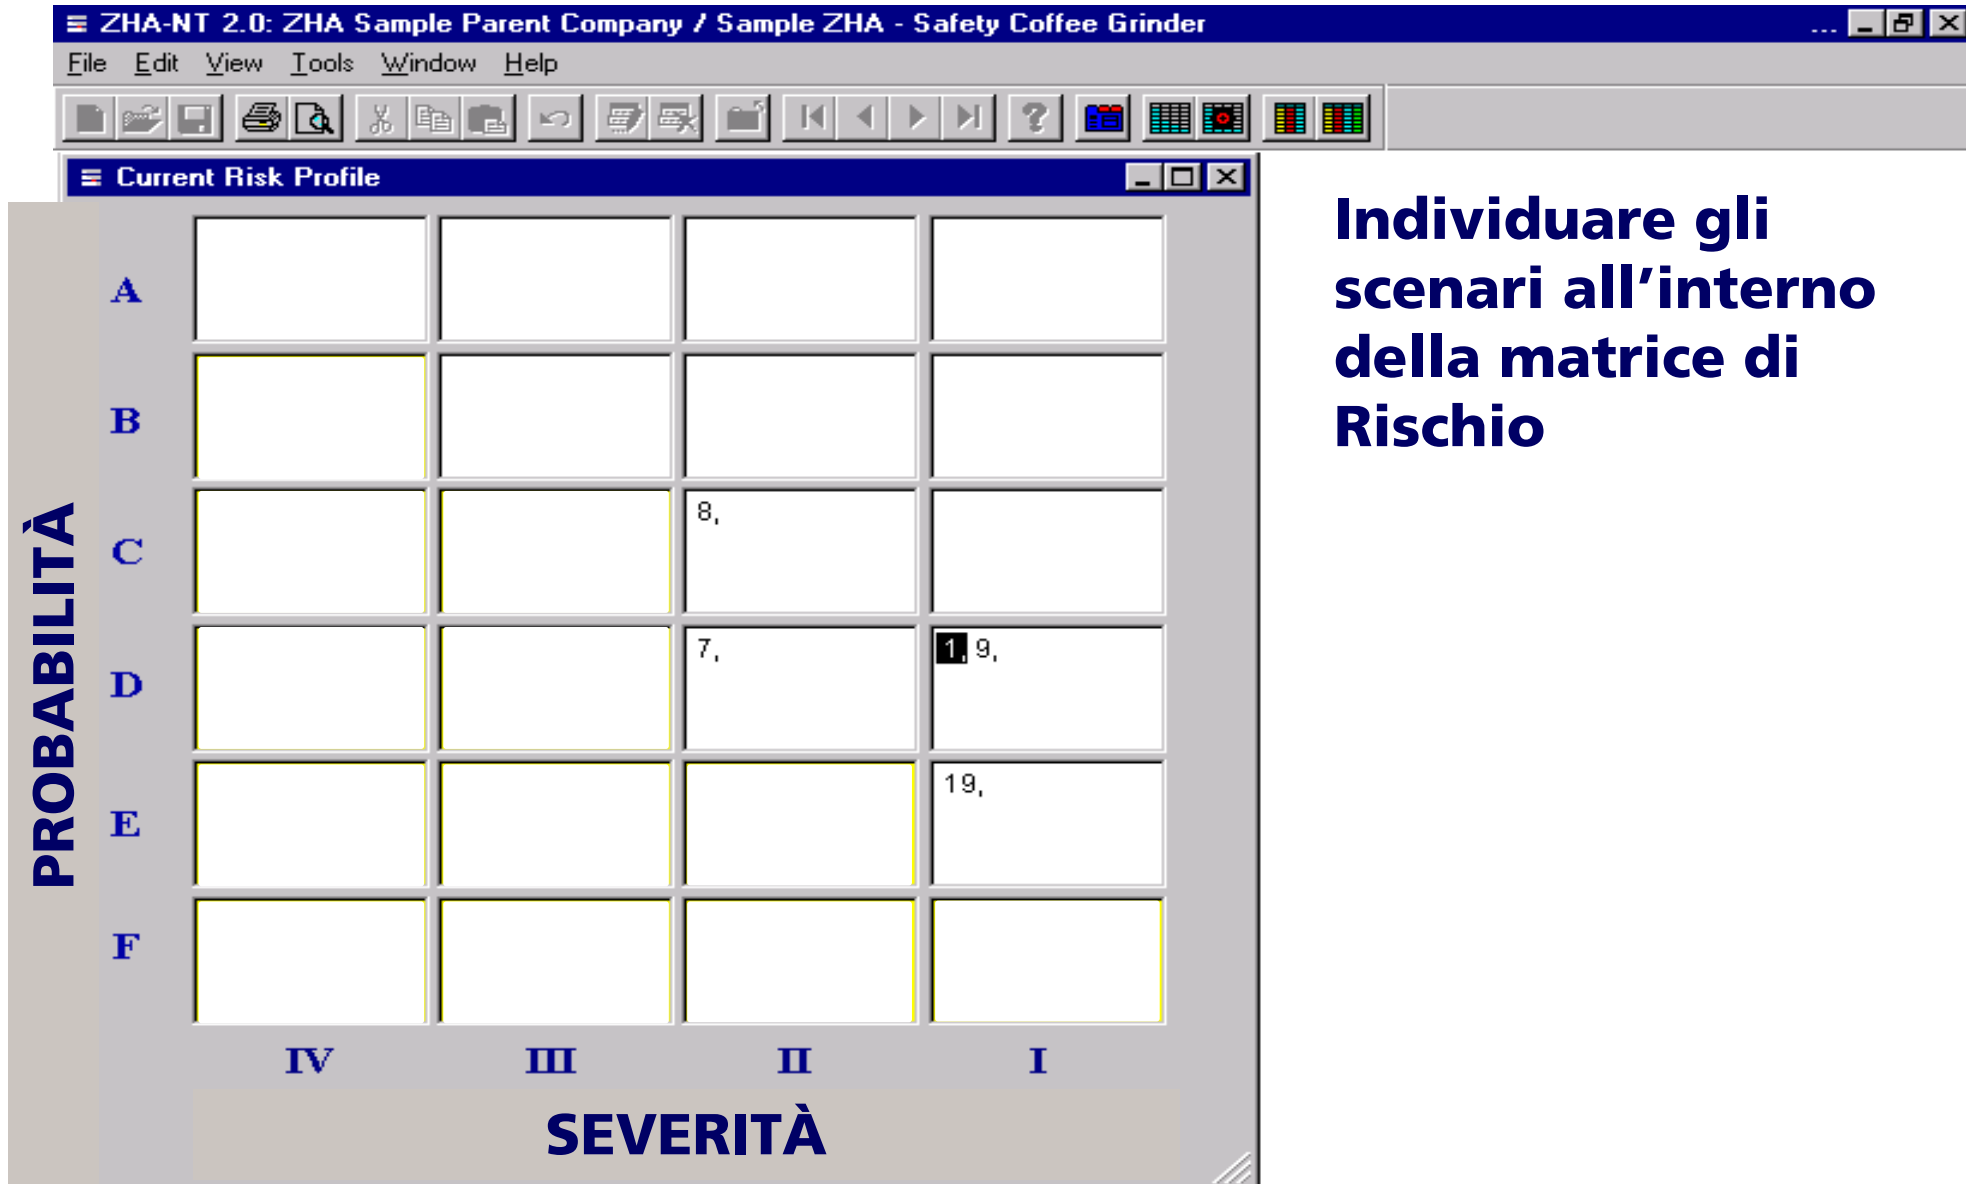 ZHA-NT 2.0: ZHA Sample Parent Company / Sample ZHA - Safety Coffee Grinder ...
File Edit View Tools Window Help
Current Risk Profile
Individuare gli
scenari all’interno
della matrice di
Rischio
PROBABILITÀ
A
B
C
8,
D
7,
1, 9,
E
19,
F
IV III II I
SEVERITÀ